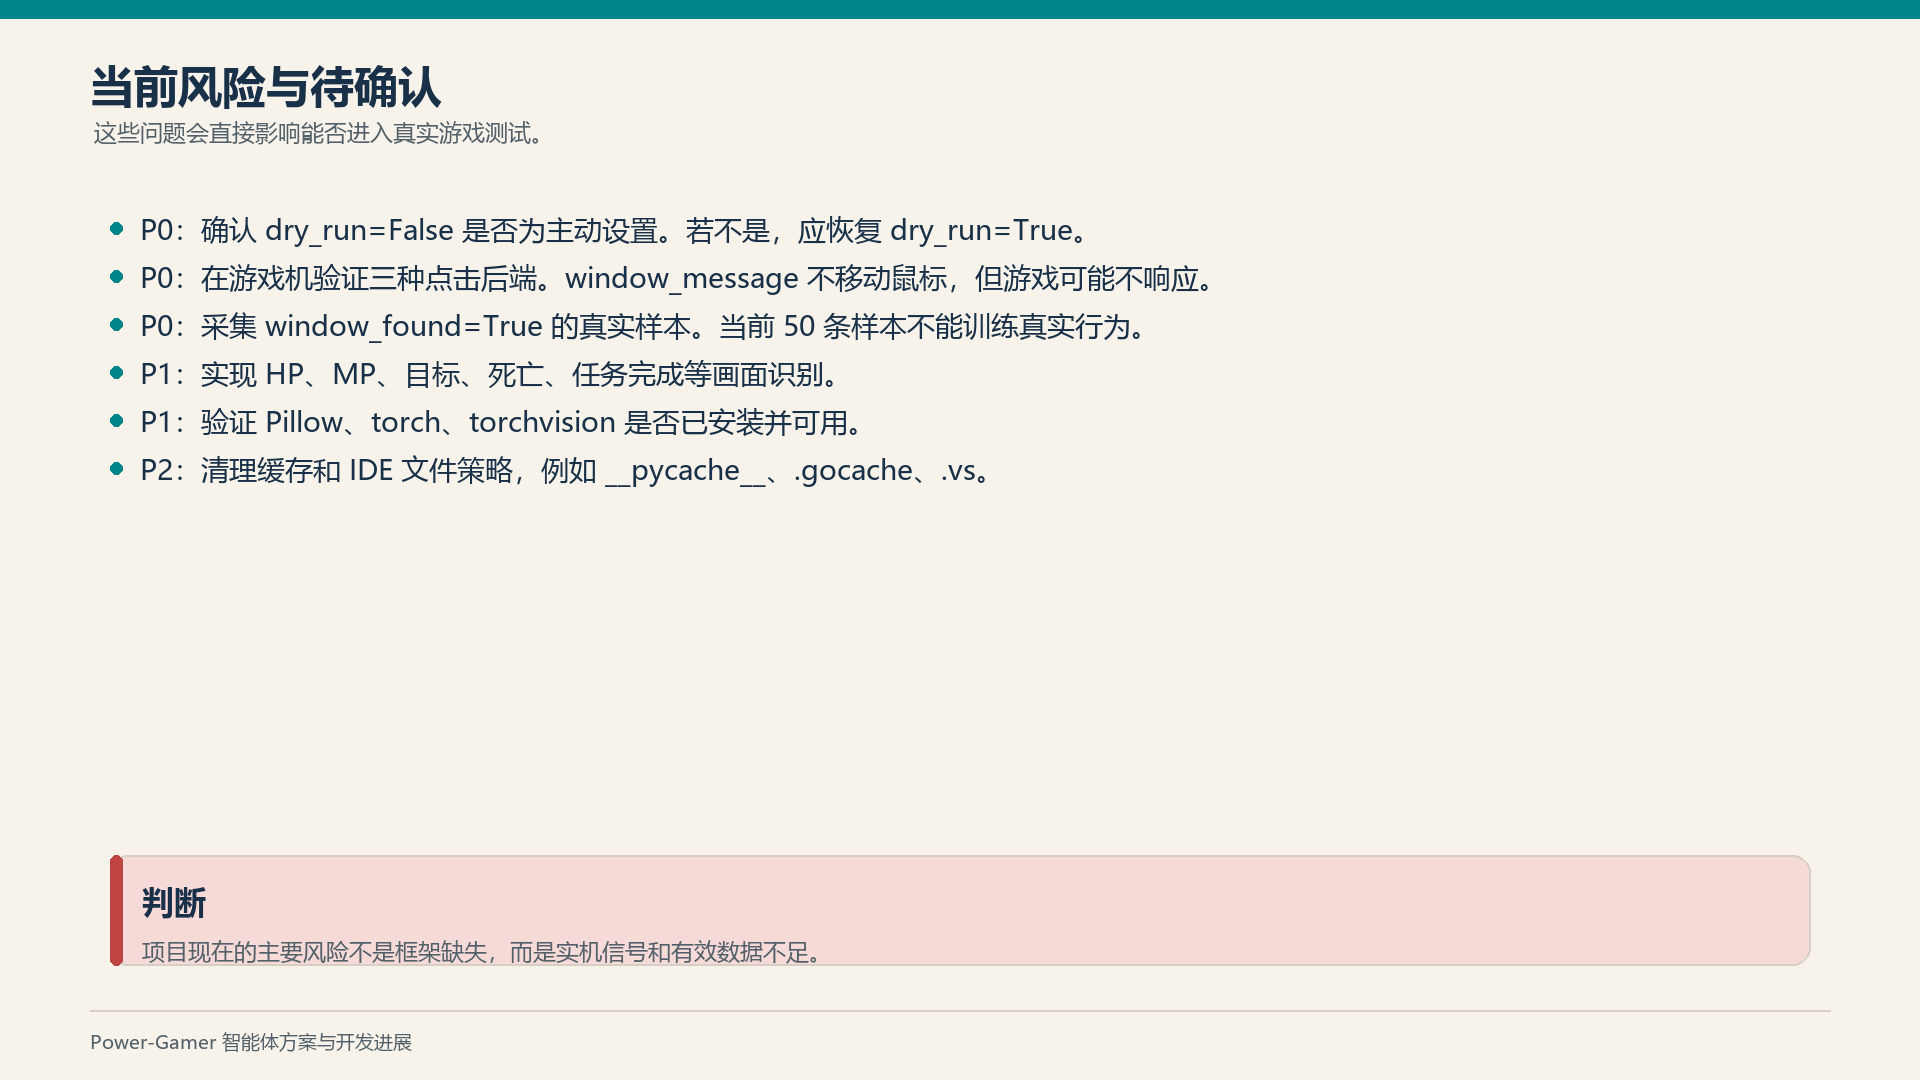 当前风险与待确认
这些问题会直接影响能否进入真实游戏测试。
P0：确认 dry_run=False 是否为主动设置。若不是，应恢复 dry_run=True。
P0：在游戏机验证三种点击后端。window_message 不移动鼠标，但游戏可能不响应。
P0：采集 window_found=True 的真实样本。当前 50 条样本不能训练真实行为。
P1：实现 HP、MP、目标、死亡、任务完成等画面识别。
P1：验证 Pillow、torch、torchvision 是否已安装并可用。
P2：清理缓存和 IDE 文件策略，例如 __pycache__、.gocache、.vs。
判断
项目现在的主要风险不是框架缺失，而是实机信号和有效数据不足。
Power-Gamer 智能体方案与开发进展